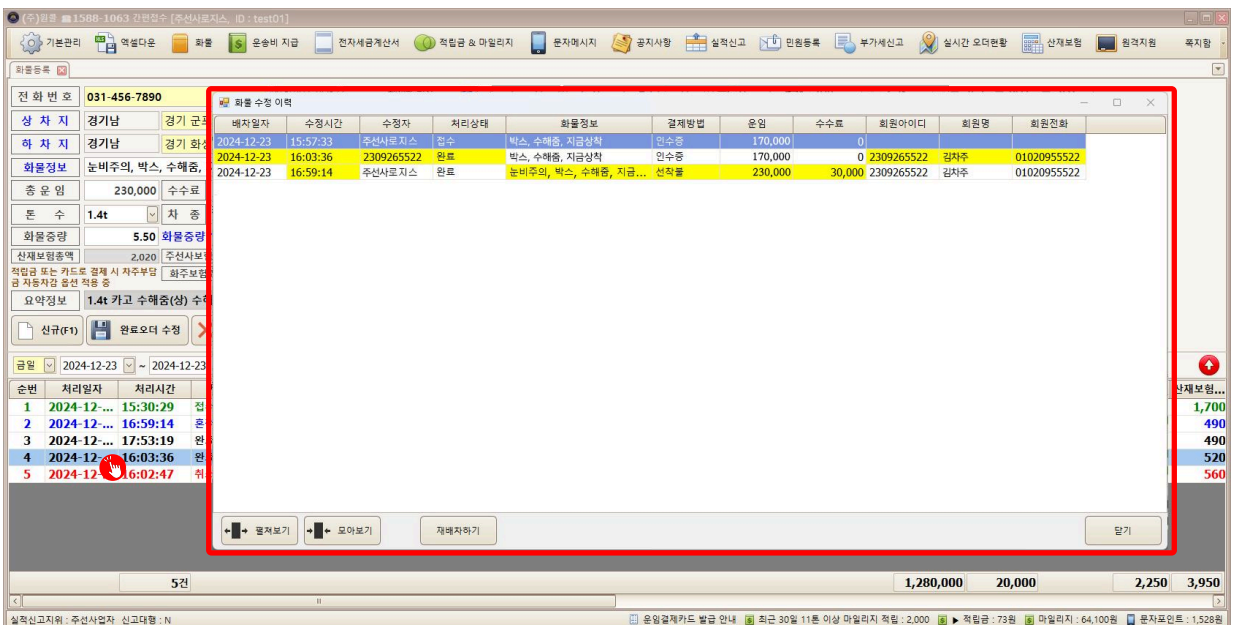 (주)원콜 ☎1588-1063 간편접수 [주선사로지스, ID : test01]
기본관리 엑셀다운 화물 운송비 지급 전자세금계산서 적립금 & 마일리지 문자메시지 공지사항 실적신고 민원등록 부가세신고 실시간 오더현황 산재보험 원격지원 쪽지함
화물등록
전 화 번 호 031-456-7890
상 차 지 경기남 경기 군포
하 차 지 경기남 경기 화성
화물정보 눈비주의, 박스, 수해줌,
총 운 임 230,000 수수료
톤 수 1.4t 차 종
화물중량 5.50 화물중량
산재보험총액 2,020 주선사보험
적립금 또는 카드로 결제 시 차주부담 화주보험
금 자동차감 옵션 적용 중
요약정보 1.4t 카고 수해줌(상) 수해
신규(F1) 완료오더 수정
금일 2024-12-23 ~ 2024-12-23
순번 처리일자 처리시간 산재보험...
1 2024-12-... 15:30:29 접수 1,700
2 2024-12-... 16:59:14 혼 490
3 2024-12-... 17:53:19 완료 490
4 2024-12- 16:03:36 완료 520
5 2024-12- 16:02:47 취소 560
화물 수정 이력
배차일자 수정시간 수정자 처리상태 화물정보 결제방법 운임 수수료 회원아이디 회원명 회원전화
2024-12-23 15:57:33 주선사로지스 접수 박스, 수해줌, 지금상착 인수증 170,000 0
2024-12-23 16:03:36 2309265522 완료 박스, 수해줌, 지금상착 인수증 170,000 0 2309265522 김차주 01020955522
2024-12-23 16:59:14 주선사로지스 완료 눈비주의, 박스, 수해줌, 지금... 선착불 230,000 30,000 2309265522 김차주 01020955522
펼쳐보기 모아보기 재배차하기 닫기
5건 1,280,000 20,000 2,250 3,950
실적신고지위 : 주선사업자 신고대행 : N 운임결제카드 발급 안내 최근 30일 11톤 이상 마일리지 적립 : 2,000 ▶ 적립금 : 73원 마일리지 : 64,100원 문자포인트 : 1,528원